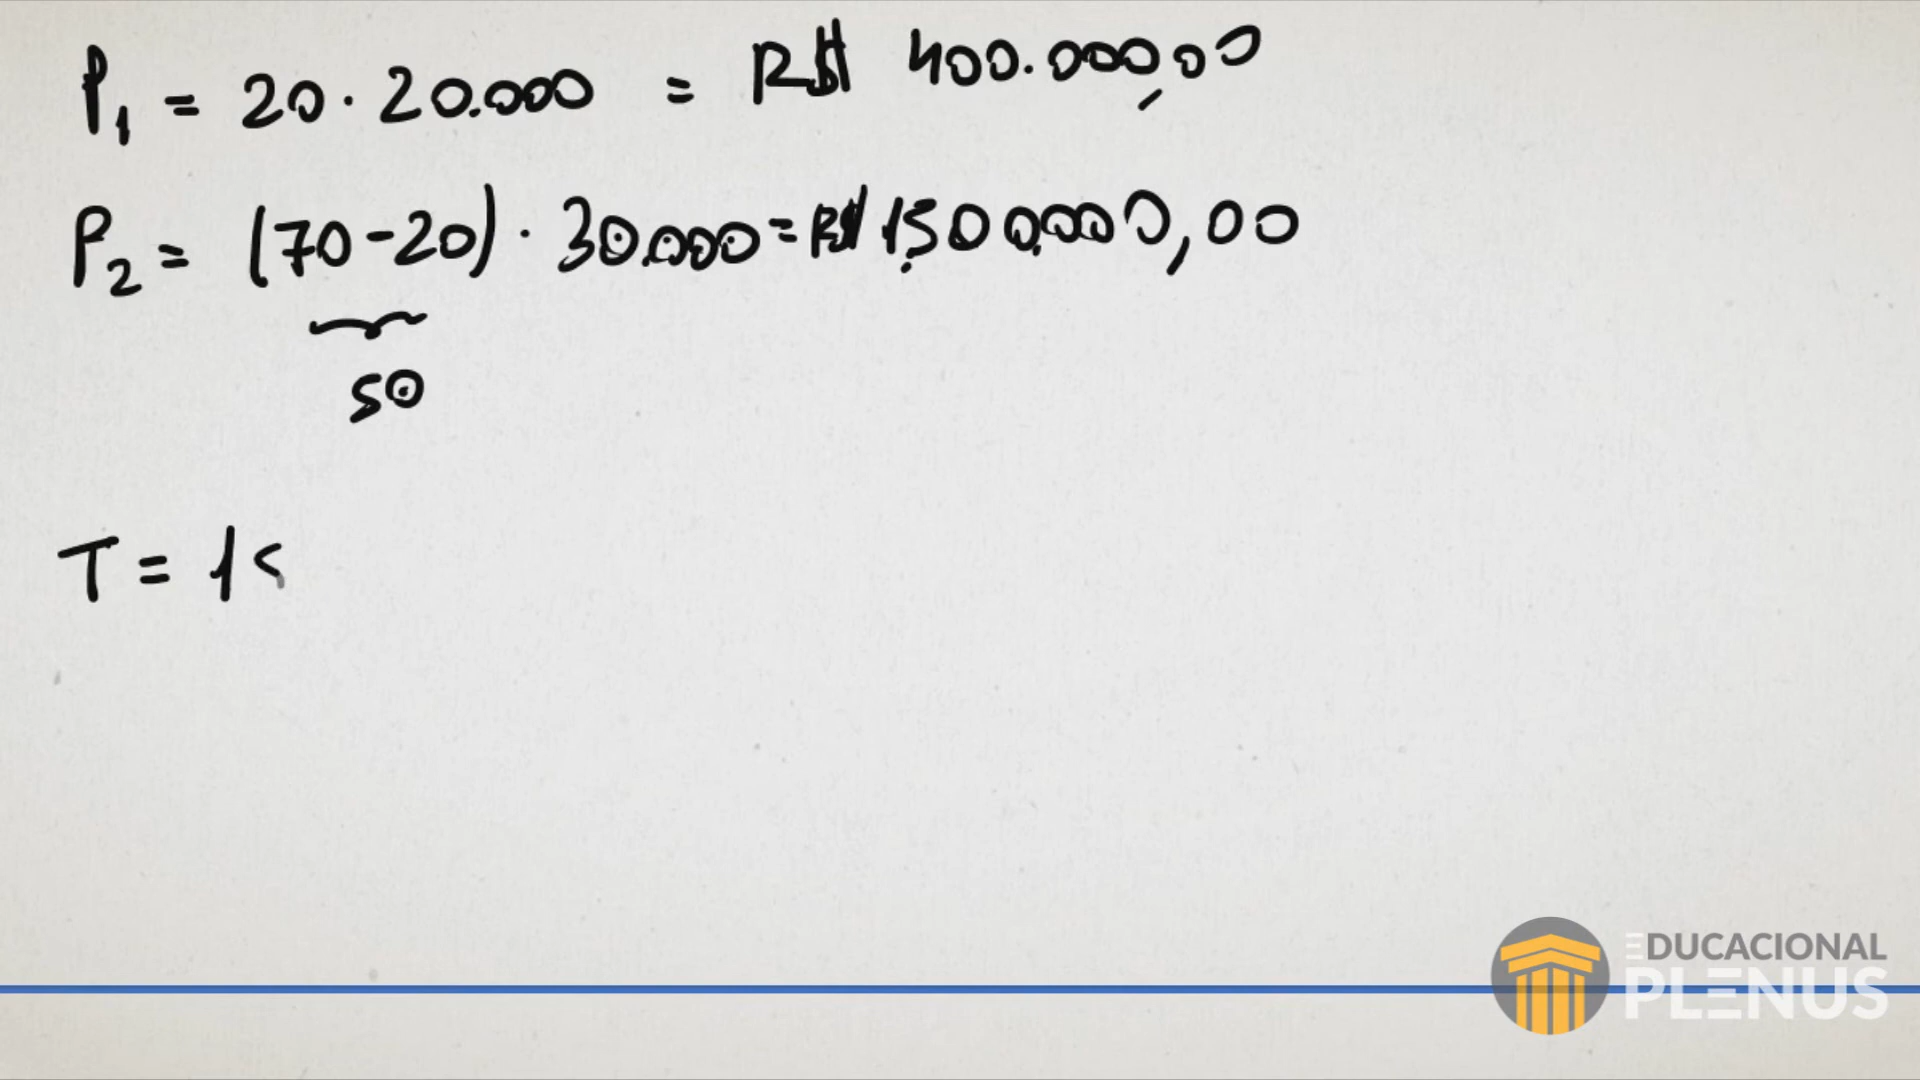 P1 = 20 · 20.000 = R$ 400.000,00
P2 = (70-20) · 30.000 = R$ 1.500.000,00
50
T = 1
EDUCACIONAL
PLENUS